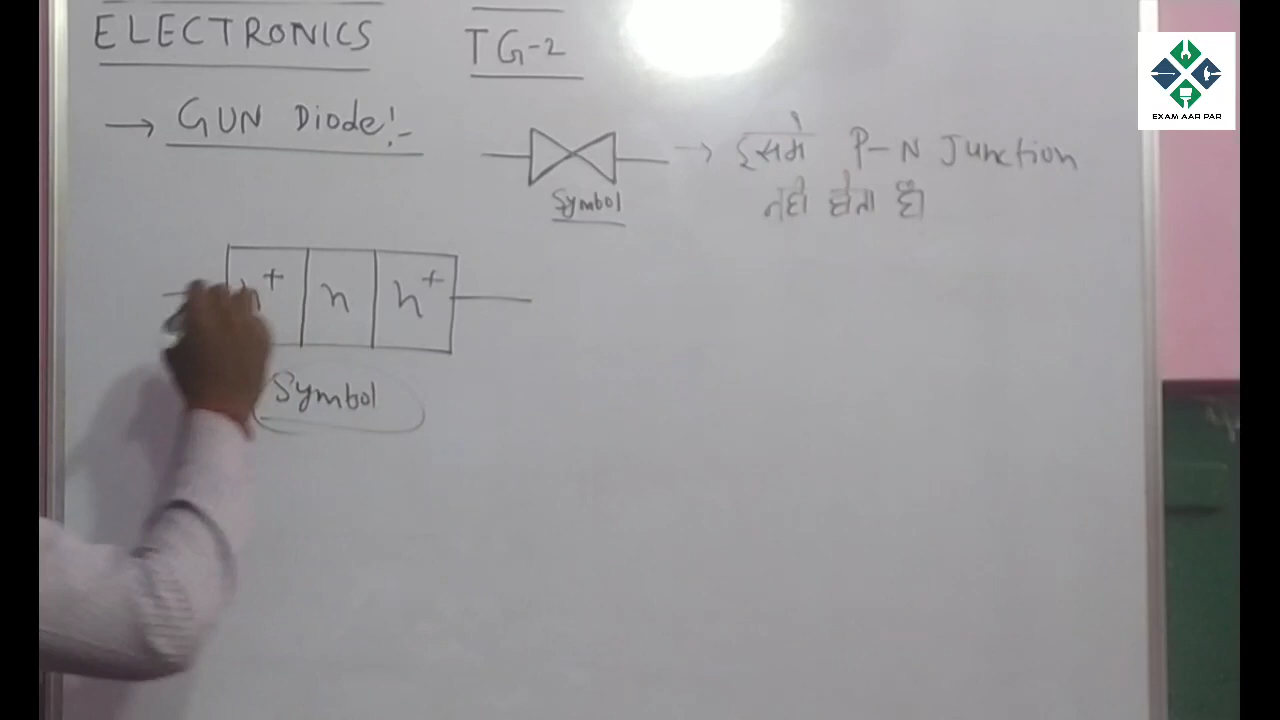 ELECTRONICS TG-2
→ GUN Diode:-
Symbol
→ इसमें P-N Junction
नही होता है
n+ n n+
Symbol
EXAM AAR PAR